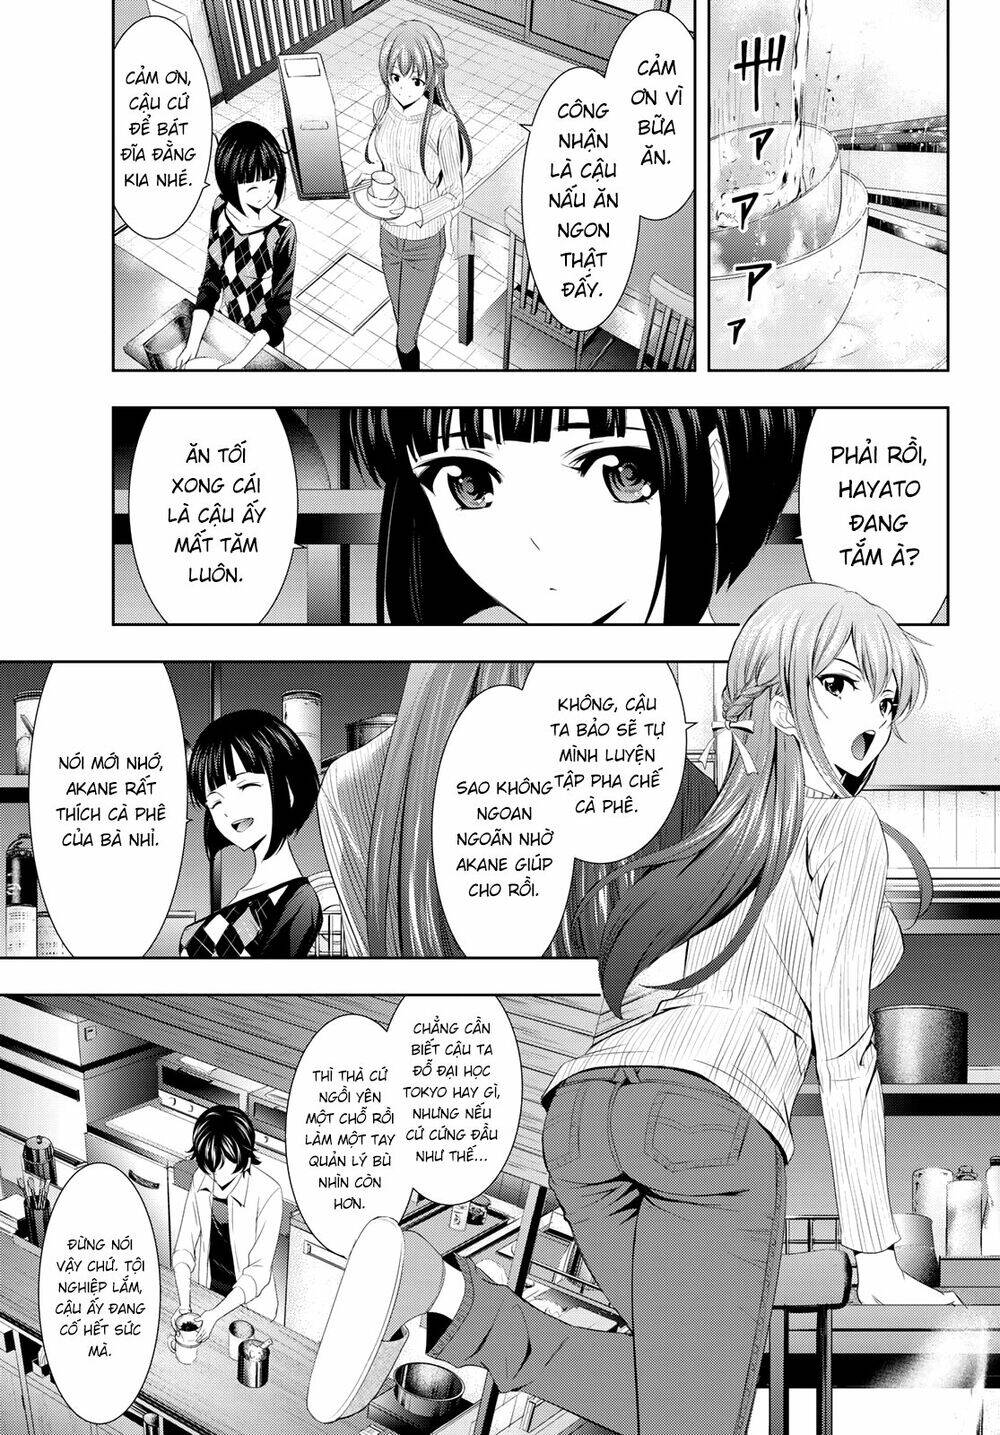 ザ
ァ
ァ
ァ
ァ
CẢM
ƠN VÌ
BỮA
ĂN.
CÔNG
NHẬN
LÀ CẬU
NẤU ĂN
NGON
THẬT
ĐẤY.
CẢM ƠN,
CẬU CỨ
ĐỂ BÁT
ĐĨA ĐẰNG
KIA NHÉ.
PHẢI RỒI,
HAYATO
ĐANG
TẮM À?
ĂN TỐI
XONG CÁI
LÀ CẬU ẤY
MẤT TĂM
LUÔN.
KHÔNG, CẬU
TA BẢO SẼ TỰ
MÌNH LUYỆN
TẬP PHA CHẾ
CÀ PHÊ.
SAO KHÔNG
NGOAN
NGOÃN NHỜ
AKANE GIÚP
CHO RỒI.
NÓI MỚI NHỚ,
AKANE RẤT
THÍCH CÀ PHÊ
CỦA BÀ NHỈ.
CHẲNG CẦN
BIẾT CẬU TA
ĐỖ ĐẠI HỌC
TOKYO HAY GÌ,
NHƯNG NẾU
CỨ CỨNG ĐẦU
NHƯ THẾ...
THÌ THÀ CỨ
NGỒI YÊN
MỘT CHỖ RỒI
LÀM MỘT TAY
QUẢN LÝ BÙ
NHÌN CÒN
HƠN.
ĐỪNG NÓI
VẬY CHỨ. TỘI
NGHIỆP LẮM,
CẬU ẤY ĐANG
CỐ HẾT SỨC
MÀ.